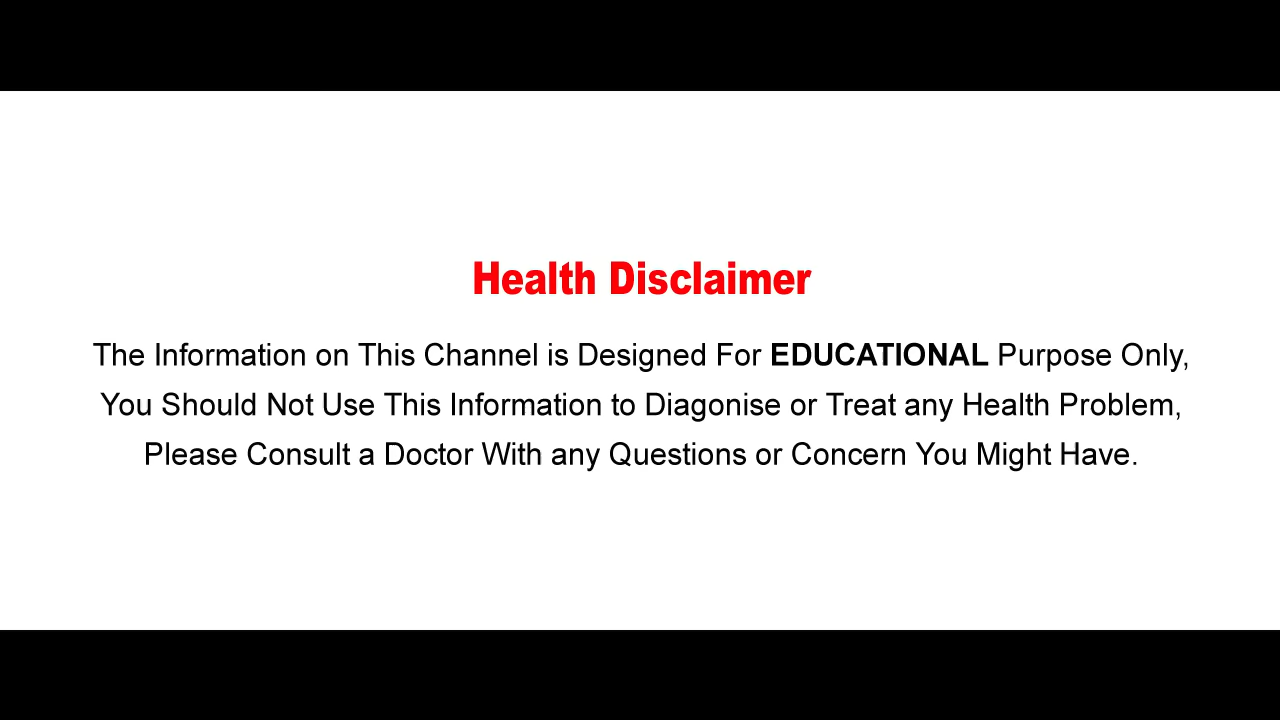 Health Disclaimer
The Information on This Channel is Designed For EDUCATIONAL Purpose Only,
You Should Not Use This Information to Diagonise or Treat any Health Problem,
Please Consult a Doctor With any Questions or Concern You Might Have.